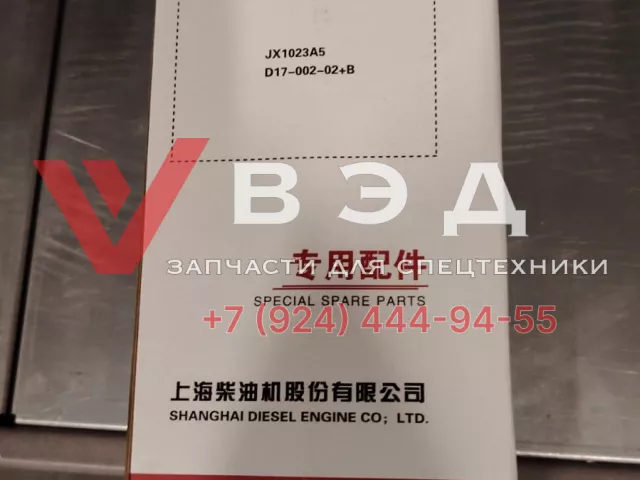 JX1023A5
D17-002-02+B
ВЭД
ЗАПЧАСТИ ДЛЯ СПЕЦТЕХНИКИ
专用配件
SPECIAL SPARE PARTS
+7 (924) 444-94-55
上海柴油机股份有限公司
SHANGHAI DIESEL ENGINE CO; LTD.